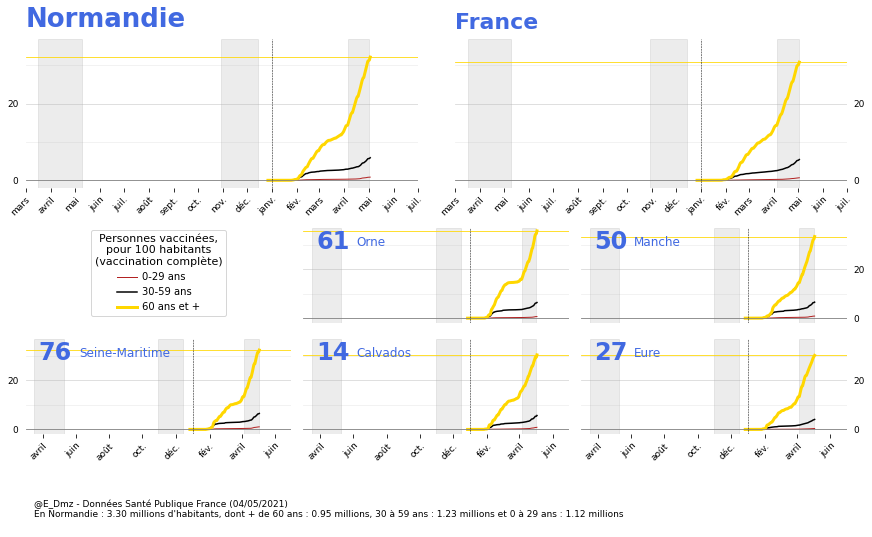 Normandie
France
20
0
mars avril mai juin juil. août sept. oct. nov. déc. janv. fév. mars avril mai juin juil.
20
0
mars avril mai juin juil. août sept. oct. nov. déc. janv. fév. mars avril mai juin juil.
Personnes vaccinées,
pour 100 habitants
(vaccination complète)
0-29 ans
30-59 ans
60 ans et +
61 Orne
50 Manche
20
0
76 Seine-Maritime
14 Calvados
27 Eure
20
0
20
0
avril juin août oct. déc. fév. avril juin
avril juin août oct. déc. fév. avril juin
avril juin août oct. déc. fév. avril juin
@E_Dmz - Données Santé Publique France (04/05/2021)
En Normandie : 3.30 millions d'habitants, dont + de 60 ans : 0.95 millions, 30 à 59 ans : 1.23 millions et 0 à 29 ans : 1.12 millions